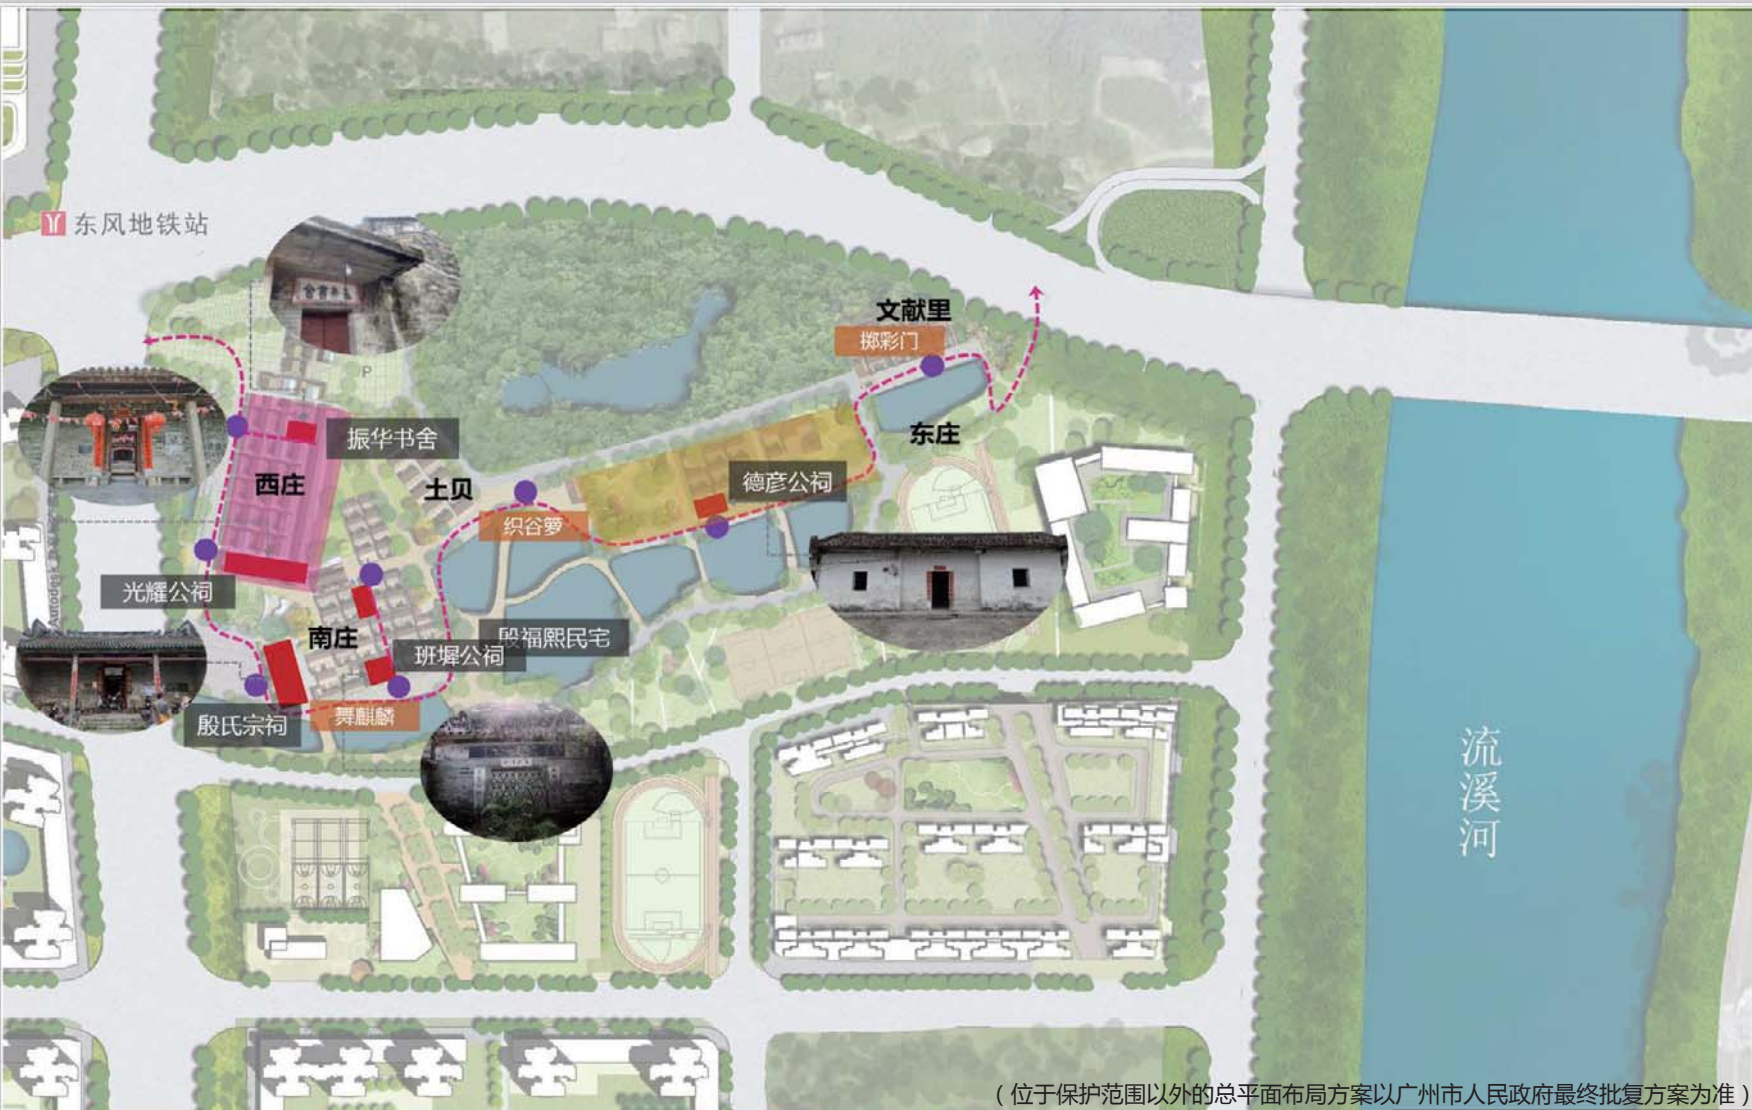 东风地铁站
文献里
掷彩门
P
振华书舍
东庄
西庄
土贝
德彦公祠
织谷箩
光耀公祠
南庄
殷福熙民宅
班墀公祠
殷氏宗祠
舞麒麟
流溪河
(位于保护范围以外的总平面布局方案以广州市人民政府最终批复方案为准)